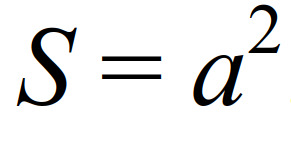 S = a²